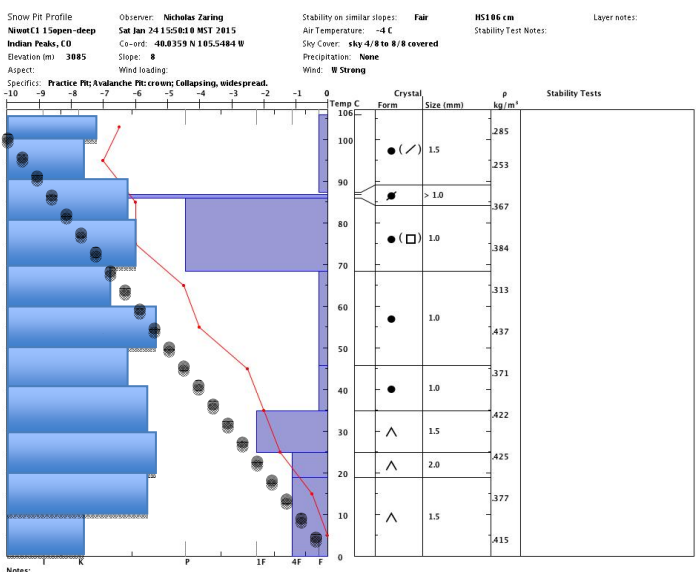 Snow Pit Profile Observer: Nicholas Zaring Stability on similar slopes: Fair HS106 cm Layer notes:
NiwotC1 15open-deep Sat Jan 24 15:50:10 MST 2015 Air Temperature: -4 C Stability Test Notes:
Indian Peaks, CO Co-ord: 40.0359 N 105.5484 W Sky Cover: sky 4/8 to 8/8 covered
Elevation (m) 3085 Slope: 8 Precipitation: None
Aspect: Wind loading: Wind: W Strong
Specifics: Practice Pit; Avalanche Pit: crown; Collapsing, widespread.
-10 -9 -8 -7 -6 -5 -4 -3 -2 -1 0 Crystal ρ Stability Tests
Temp C Form Size (mm) kg/m³
106
.285
100
( ) 1.5
.253
90
> 1.0
.367
80
( ) 1.0
.384
70
.313
60
1.0
.437
50
.371
40
1.0
.422
30
1.5
.425
20
2.0
.377
10
1.5
.415
0
I K P 1F 4F F
Notes: